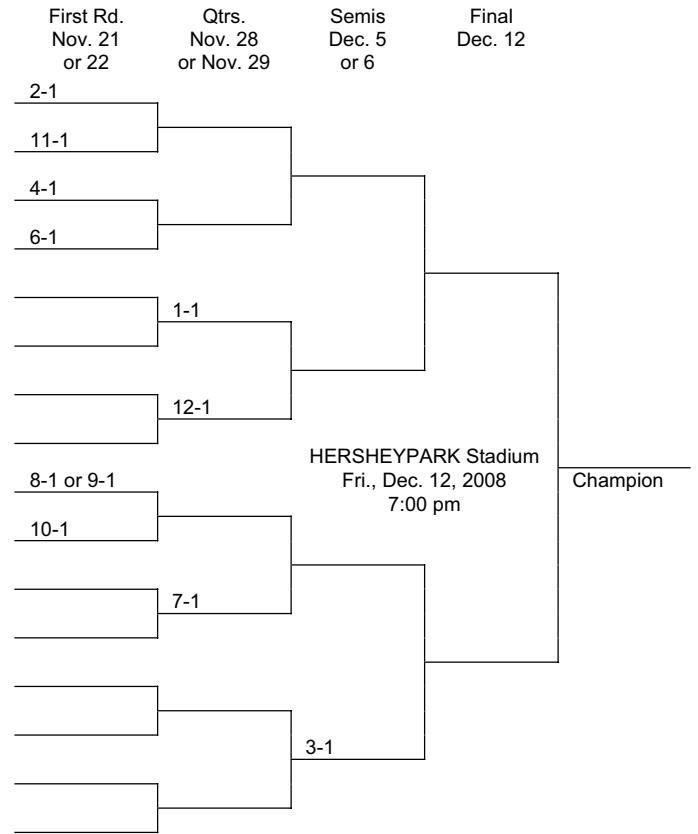 First Rd. Qtrs. Semis Final
Nov. 21 Nov. 28 Dec. 5 Dec. 12
or 22 or Nov. 29 or 6
2-1
11-1
4-1
6-1
1-1
12-1
HERSHEYPARK Stadium
8-1 or 9-1 Fri., Dec. 12, 2008 Champion
7:00 pm
10-1
7-1
3-1